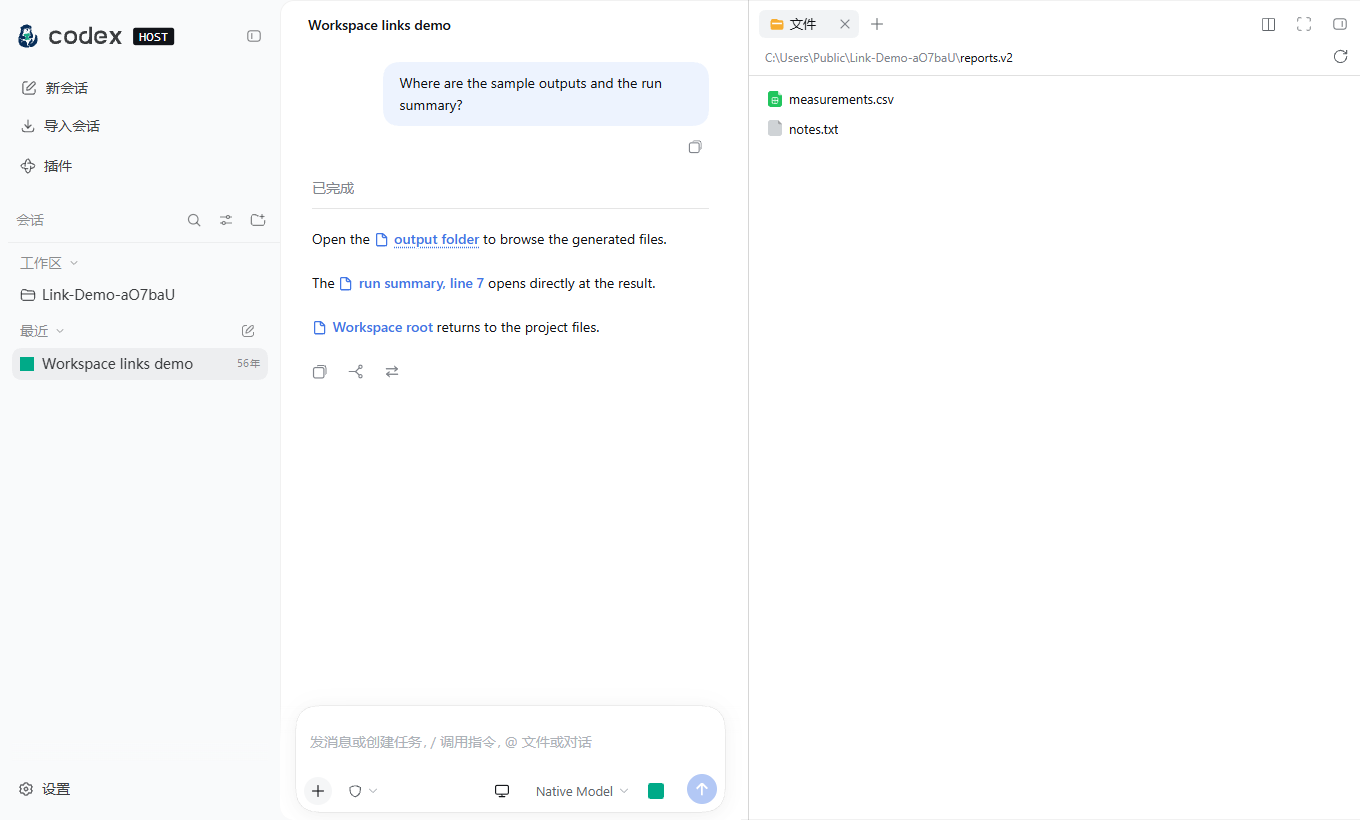 codex HOST
新会话
导入会话
插件
会话
工作区
Link-Demo-aO7baU
最近
Workspace links demo 56年
设置
Workspace links demo
Where are the sample outputs and the run
summary?
已完成
Open the output folder to browse the generated files.
The run summary, line 7 opens directly at the result.
Workspace root returns to the project files.
发消息或创建任务, / 调用指令, @ 文件或对话
Native Model
文件
C:\Users\Public\Link-Demo-aO7baU\reports.v2
measurements.csv
notes.txt